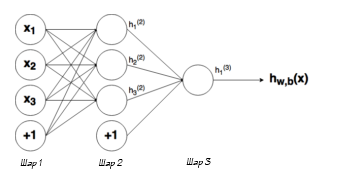 x₁
h₁⁽²⁾
x₂
h₂⁽²⁾
h₁⁽³⁾
h_w,b(x)
x₃
h₃⁽²⁾
+1
+1
Шар 1
Шар 2
Шар 3